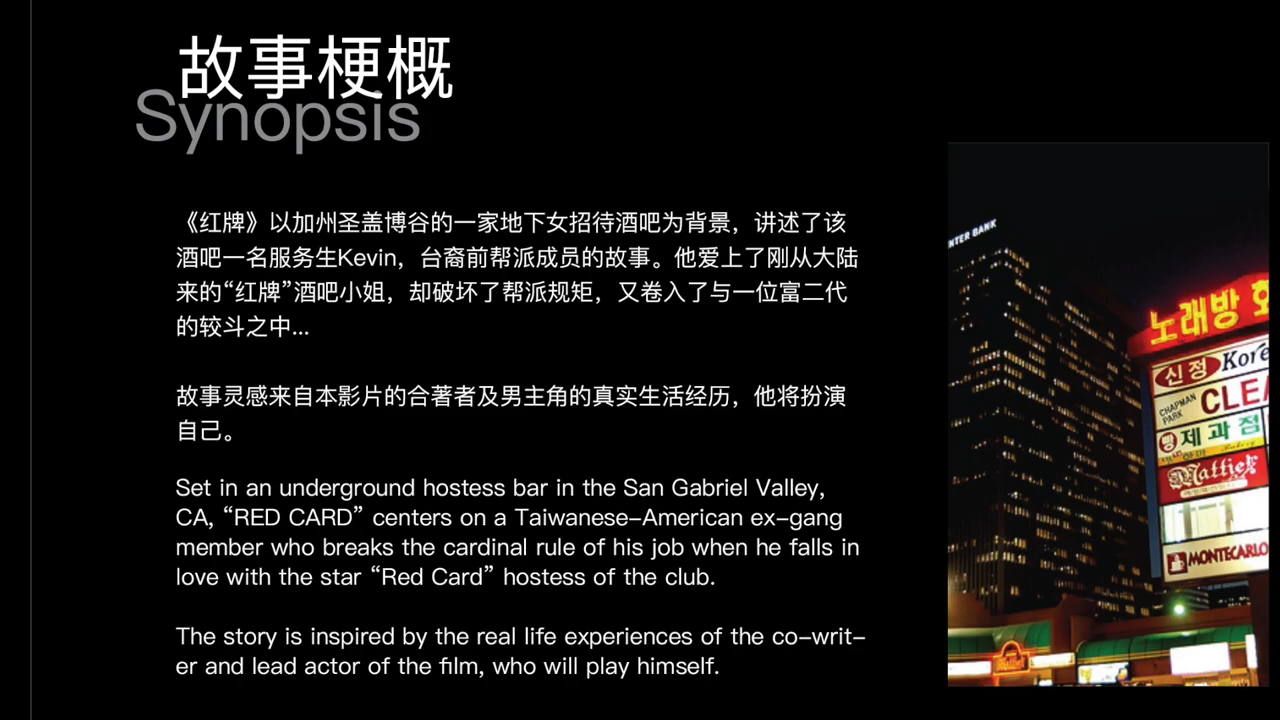 故事梗概
Synopsis
《红牌》以加州圣盖博谷的一家地下女招待酒吧为背景，讲述了该
酒吧一名服务生Kevin，台裔前帮派成员的故事。他爱上了刚从大陆
来的“红牌”酒吧小姐，却破坏了帮派规矩，又卷入了与一位富二代
的较斗之中...
故事灵感来自本影片的合著者及男主角的真实生活经历，他将扮演
自己。
Set in an underground hostess bar in the San Gabriel Valley,
CA, “RED CARD” centers on a Taiwanese-American ex-gang
member who breaks the cardinal rule of his job when he falls in
love with the star “Red Card” hostess of the club.
The story is inspired by the real life experiences of the co-writ-
er and lead actor of the film, who will play himself.
NTER BANK
노래방
신정 Kore
CHAPMAN
PARK
CLEA
빵 제과점
Bakery
MONTECARLO